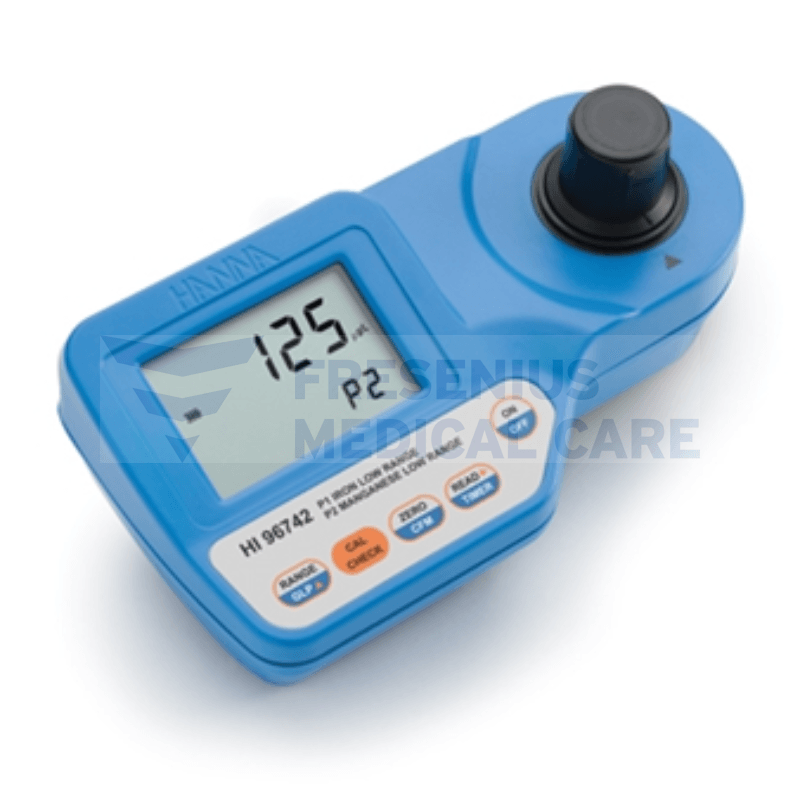 HANNA
125 µg/L
P2
FRESENIUS
MEDICAL CARE
HI 96742 P1 IRON LOW RANGE
P2 MANGANESE LOW RANGE
ON
OFF
READ▸
TIMER
ZERO
CFM
CAL
CHECK
RANGE
GLP▲